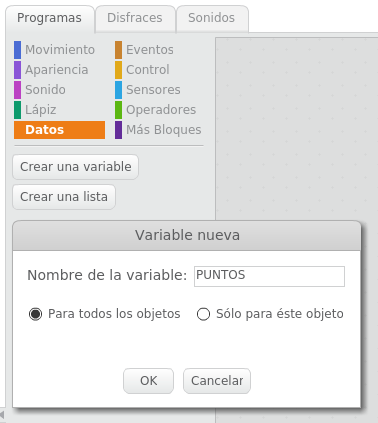 Programas Disfraces Sonidos
Movimiento Eventos
Apariencia Control
Sonido Sensores
Lápiz Operadores
Datos Más Bloques
Crear una variable
Crear una lista
Variable nueva
Nombre de la variable: PUNTOS
Para todos los objetos Sólo para éste objeto
OK Cancelar